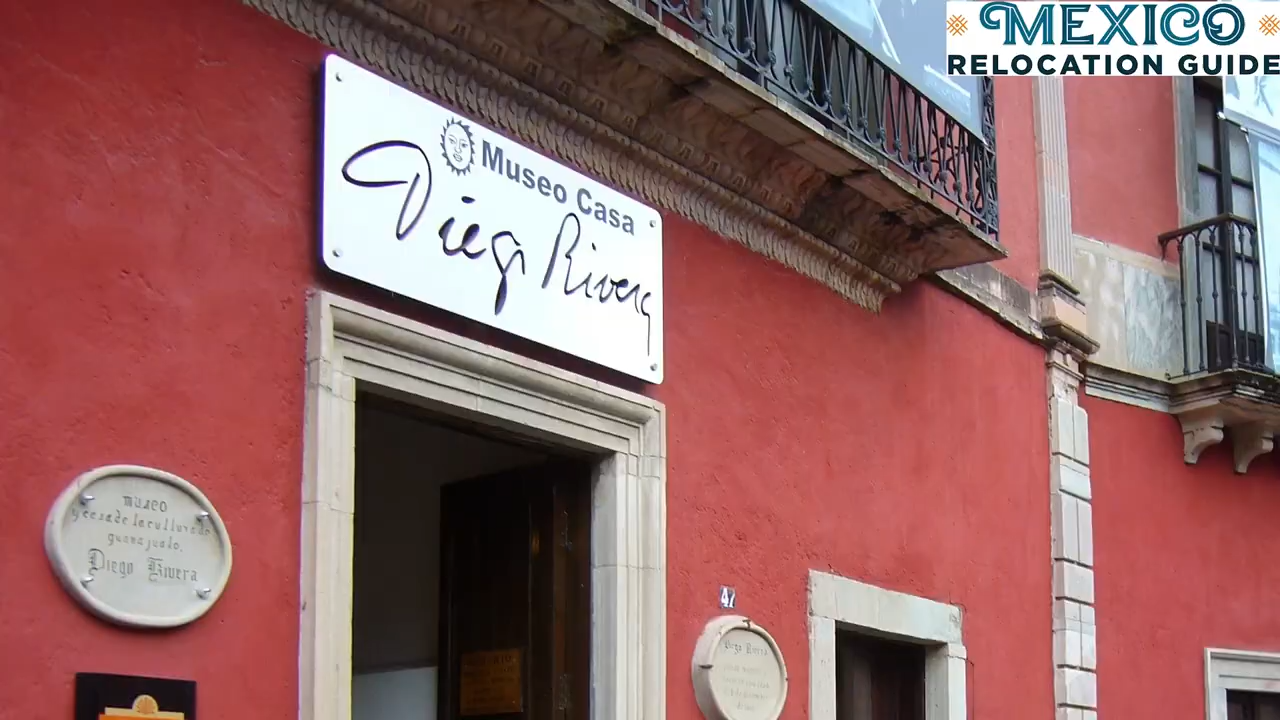 MEXICO
RELOCATION GUIDE
Museo Casa
Diego Rivera
museo
y casa de la cultura de
guanajuato.
Diego Rivera
47
Diego Rivera